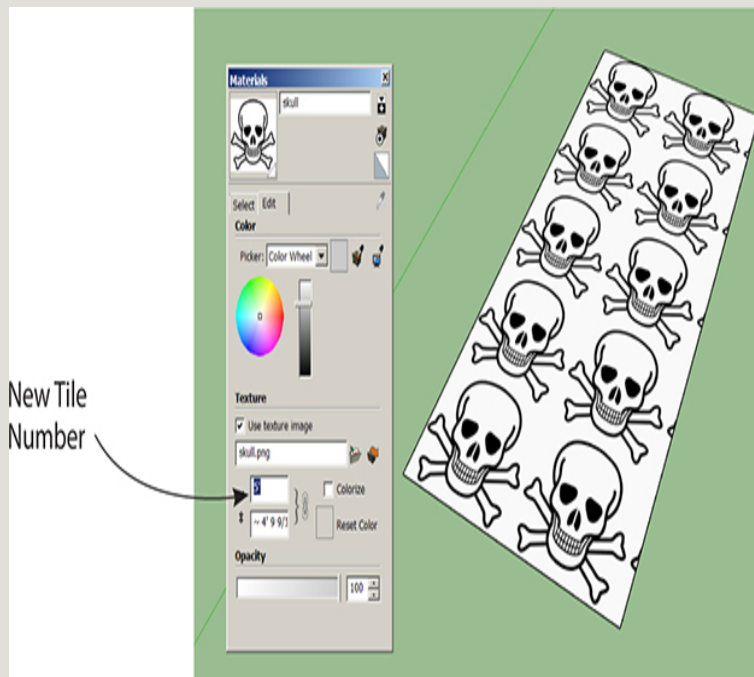 Materials
skull
Select Edit
Color
Picker: Color Wheel
Texture
Use texture image
skull.png
5'
Colorize
~ 4' 9 9/1
Reset Color
Opacity
100
New Tile
Number